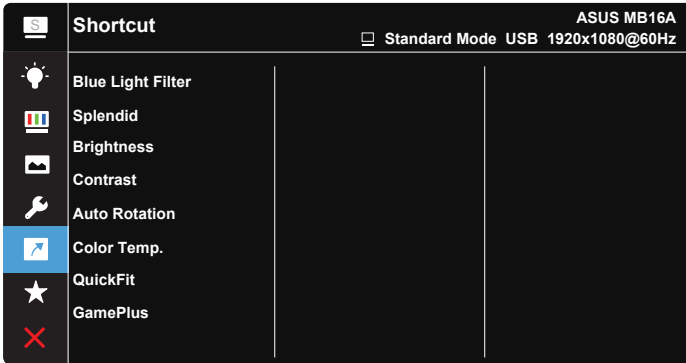 S
Shortcut
ASUS MB16A
Standard Mode USB 1920x1080@60Hz
Blue Light Filter
Splendid
Brightness
Contrast
Auto Rotation
Color Temp.
QuickFit
GamePlus